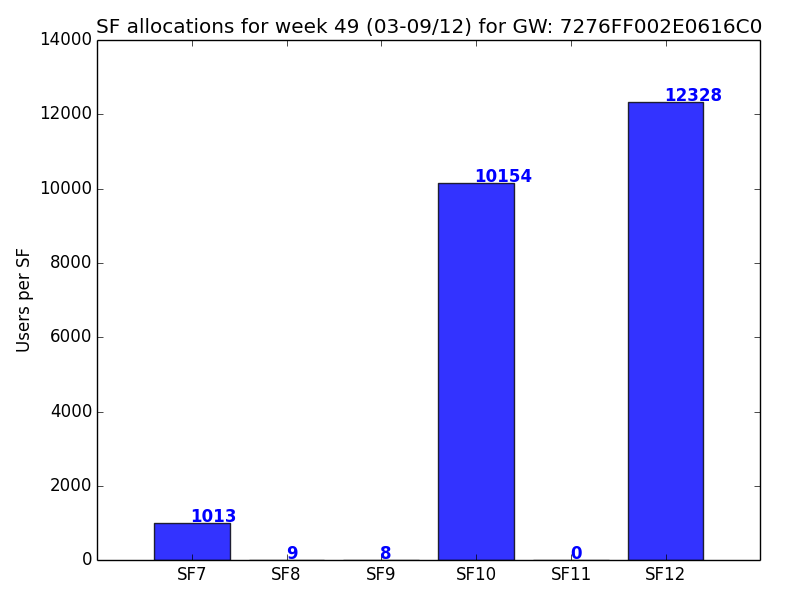 SF allocations for week 49 (03-09/12) for GW: 7276FF002E0616C0
14000
12000
10000
8000
6000
4000
2000
0
Users per SF
1013
9
8
10154
0
12328
SF7
SF8
SF9
SF10
SF11
SF12